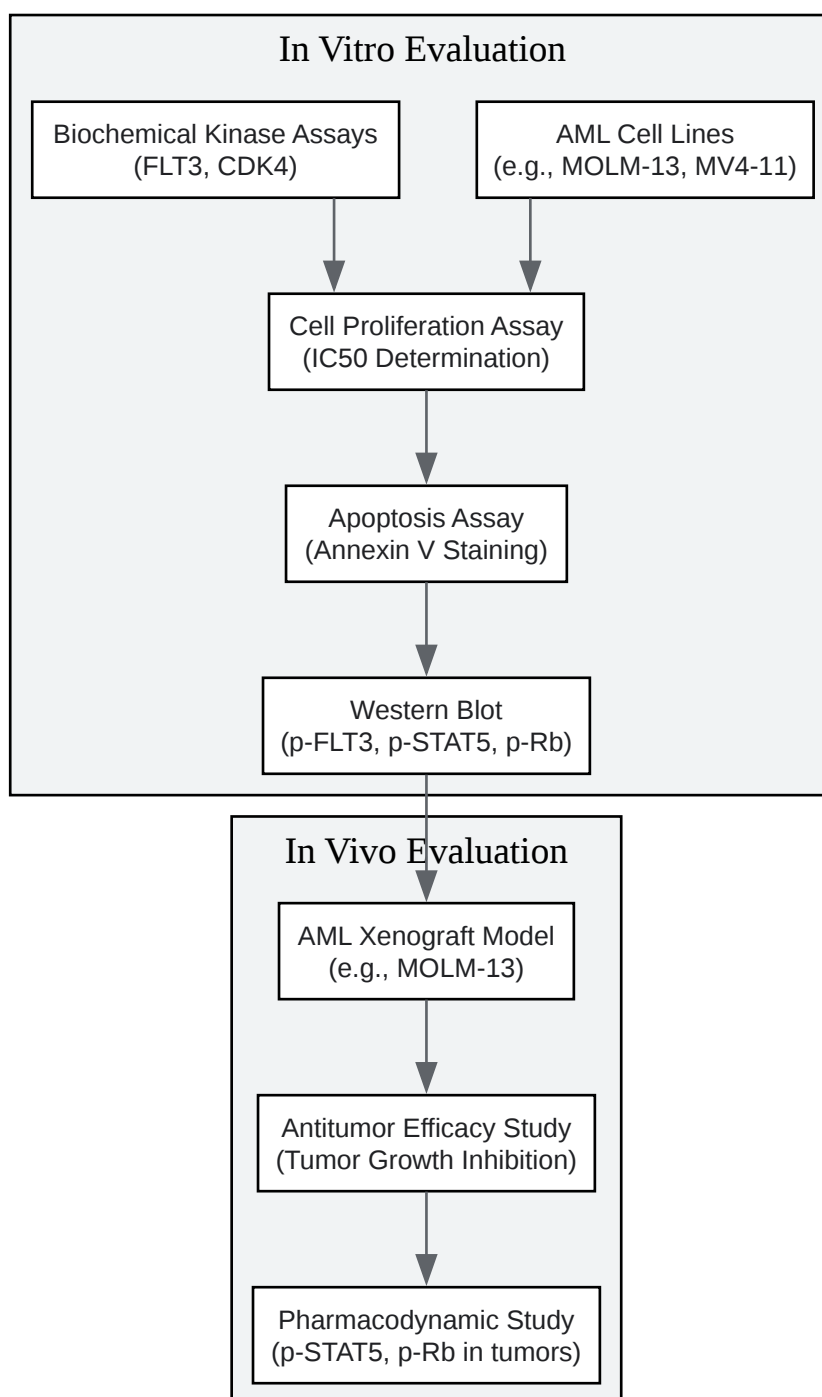 In Vitro Evaluation
Biochemical Kinase Assays
(FLT3, CDK4)
AML Cell Lines
(e.g., MOLM-13, MV4-11)
Cell Proliferation Assay
(IC50 Determination)
Apoptosis Assay
(Annexin V Staining)
Western Blot
(p-FLT3, p-STAT5, p-Rb)
In Vivo Evaluation
AML Xenograft Model
(e.g., MOLM-13)
Antitumor Efficacy Study
(Tumor Growth Inhibition)
Pharmacodynamic Study
(p-STAT5, p-Rb in tumors)